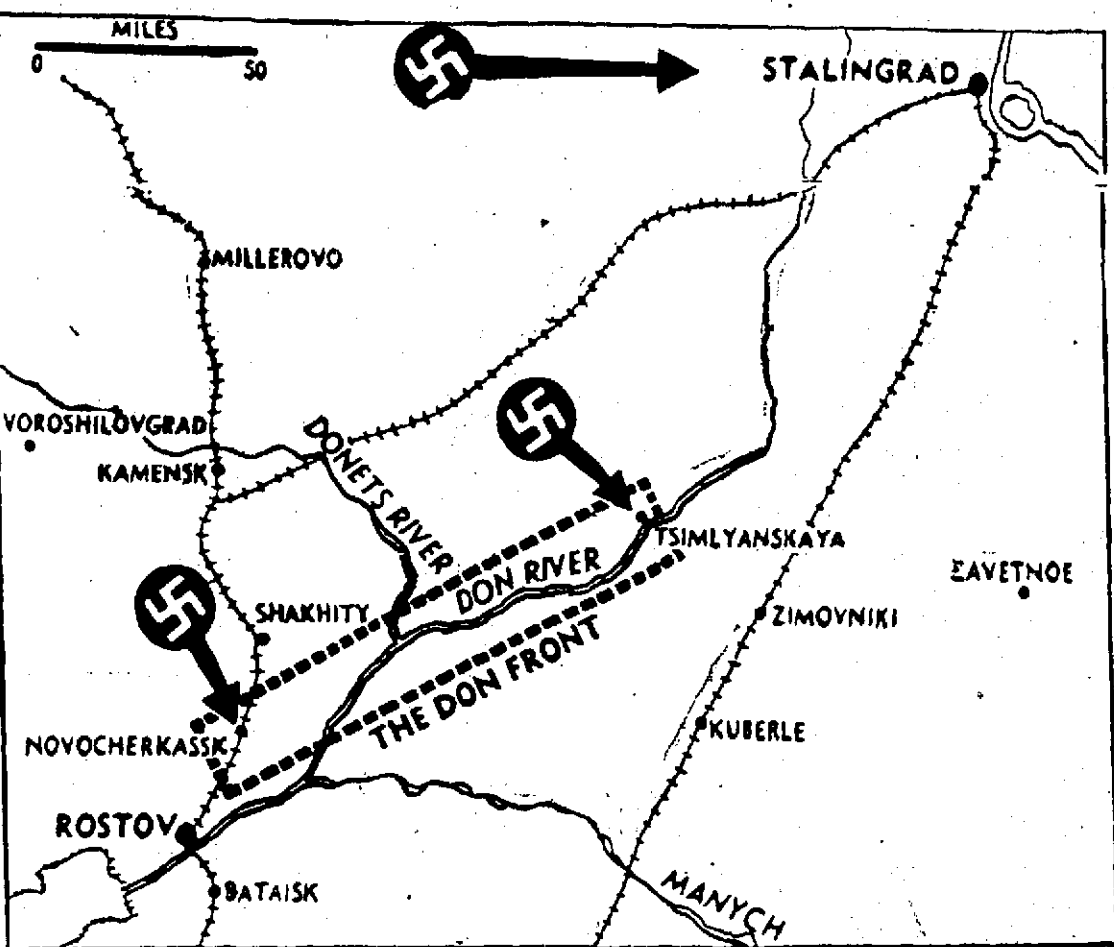 MILES
0 50
STALINGRAD
MILLEROVO
VOROSHILOVGRAD
KAMENSK
DONETS RIVER
TSIMLYANSKAYA
DON RIVER
ZAVETNOE
SHAKHITY
ZIMOVNIKI
THE DON FRONT
KUBERLE
NOVOCHERKASSK
ROSTOV
BATAISK
MANYCH